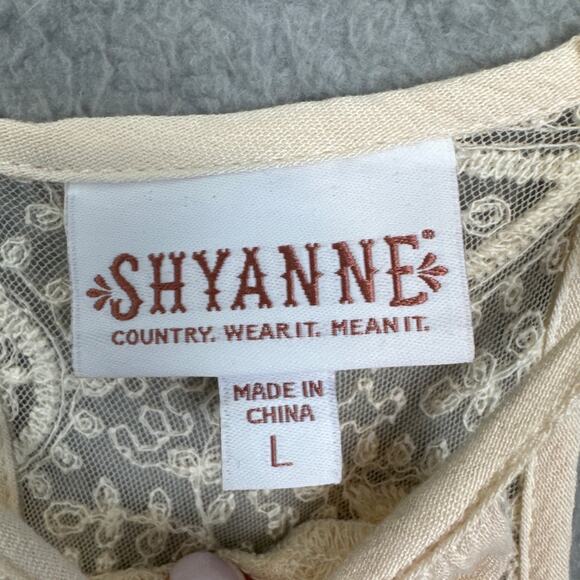 SHYANNE®
COUNTRY. WEAR IT. MEAN IT.
MADE IN
CHINA
L